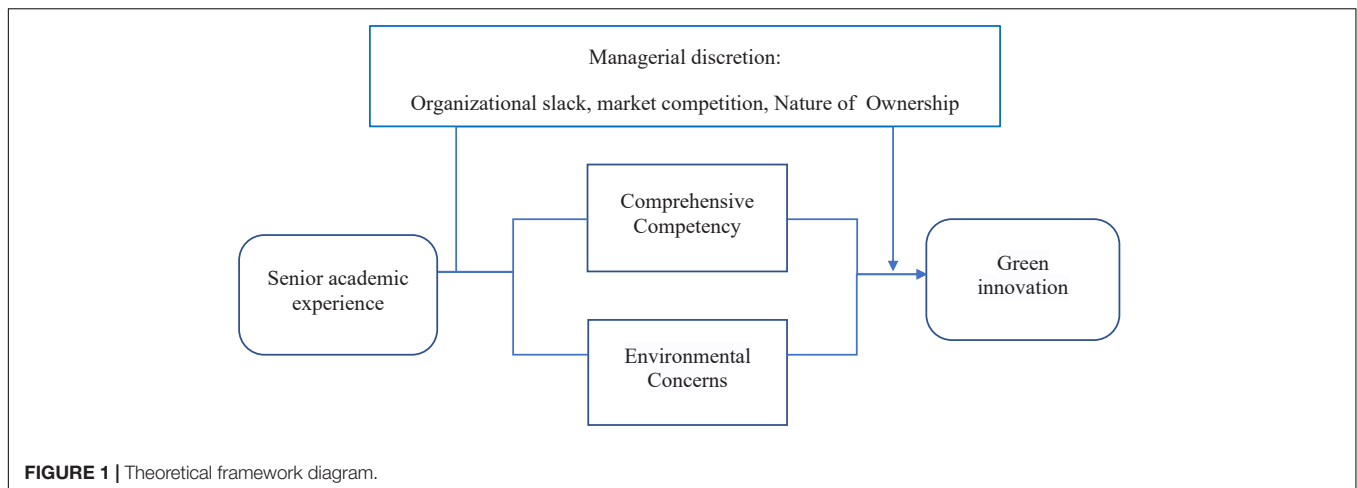 Managerial discretion:
Organizational slack, market competition, Nature of Ownership
Comprehensive
Competency
Senior academic
experience
Green
innovation
Environmental
Concerns
FIGURE 1 | Theoretical framework diagram.